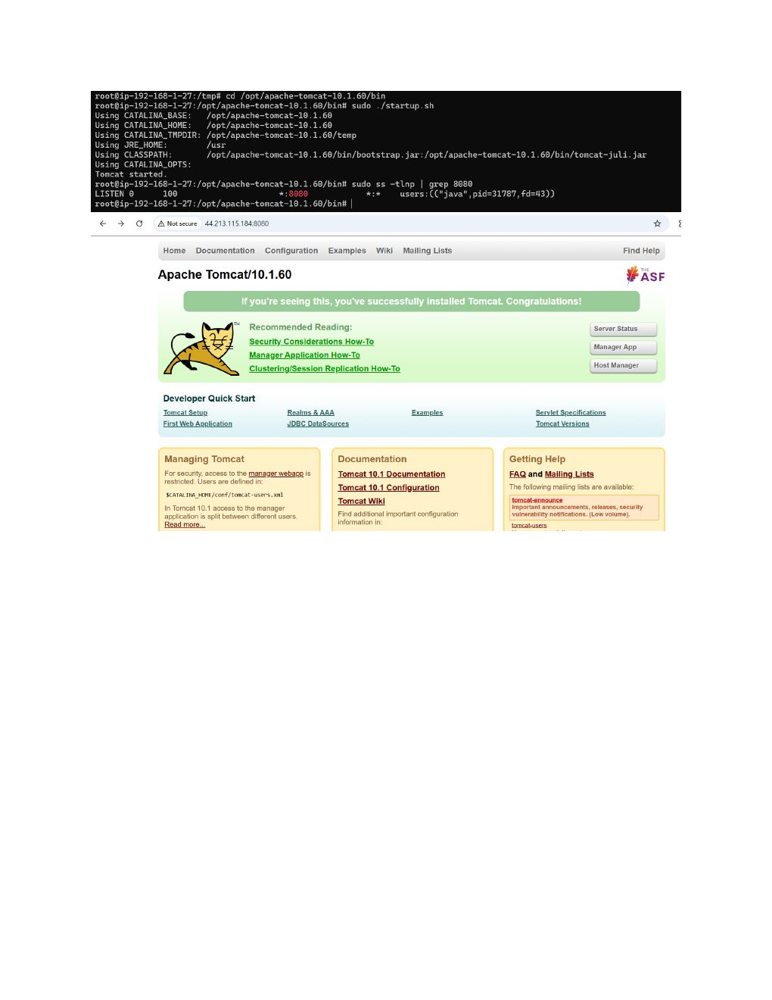 root@ip-192-168-1-27:/tmp# cd /opt/apache-tomcat-10.1.60/bin
root@ip-192-168-1-27:/opt/apache-tomcat-10.1.60/bin# sudo ./startup.sh
Using CATALINA_BASE:   /opt/apache-tomcat-10.1.60
Using CATALINA_HOME:   /opt/apache-tomcat-10.1.60
Using CATALINA_TMPDIR: /opt/apache-tomcat-10.1.60/temp
Using JRE_HOME:        /usr
Using CLASSPATH:       /opt/apache-tomcat-10.1.60/bin/bootstrap.jar:/opt/apache-tomcat-10.1.60/bin/tomcat-juli.jar
Using CATALINA_OPTS:
Tomcat started.
root@ip-192-168-1-27:/opt/apache-tomcat-10.1.60/bin# sudo ss -tlnp | grep 8080
LISTEN 0      100                     *:8080            *:*    users:(("java",pid=31787,fd=43))
root@ip-192-168-1-27:/opt/apache-tomcat-10.1.60/bin#
Not secure 44.213.115.184:8080
Home Documentation Configuration Examples Wiki Mailing Lists Find Help
Apache Tomcat/10.1.60
THE ASF
If you're seeing this, you've successfully installed Tomcat. Congratulations!
TM
Recommended Reading:
Security Considerations How-To
Manager Application How-To
Clustering/Session Replication How-To
Server Status
Manager App
Host Manager
Developer Quick Start
Tomcat Setup
First Web Application
Realms & AAA
JDBC DataSources
Examples
Servlet Specifications
Tomcat Versions
Managing Tomcat
For security, access to the manager webapp is
restricted. Users are defined in:
$CATALINA_HOME/conf/tomcat-users.xml
In Tomcat 10.1 access to the manager
application is split between different users.
Read more...
Documentation
Tomcat 10.1 Documentation
Tomcat 10.1 Configuration
Tomcat Wiki
Find additional important configuration
information in:
Getting Help
FAQ and Mailing Lists
The following mailing lists are available:
tomcat-announce
Important announcements, releases, security
vulnerability notifications. (Low volume).
tomcat-users